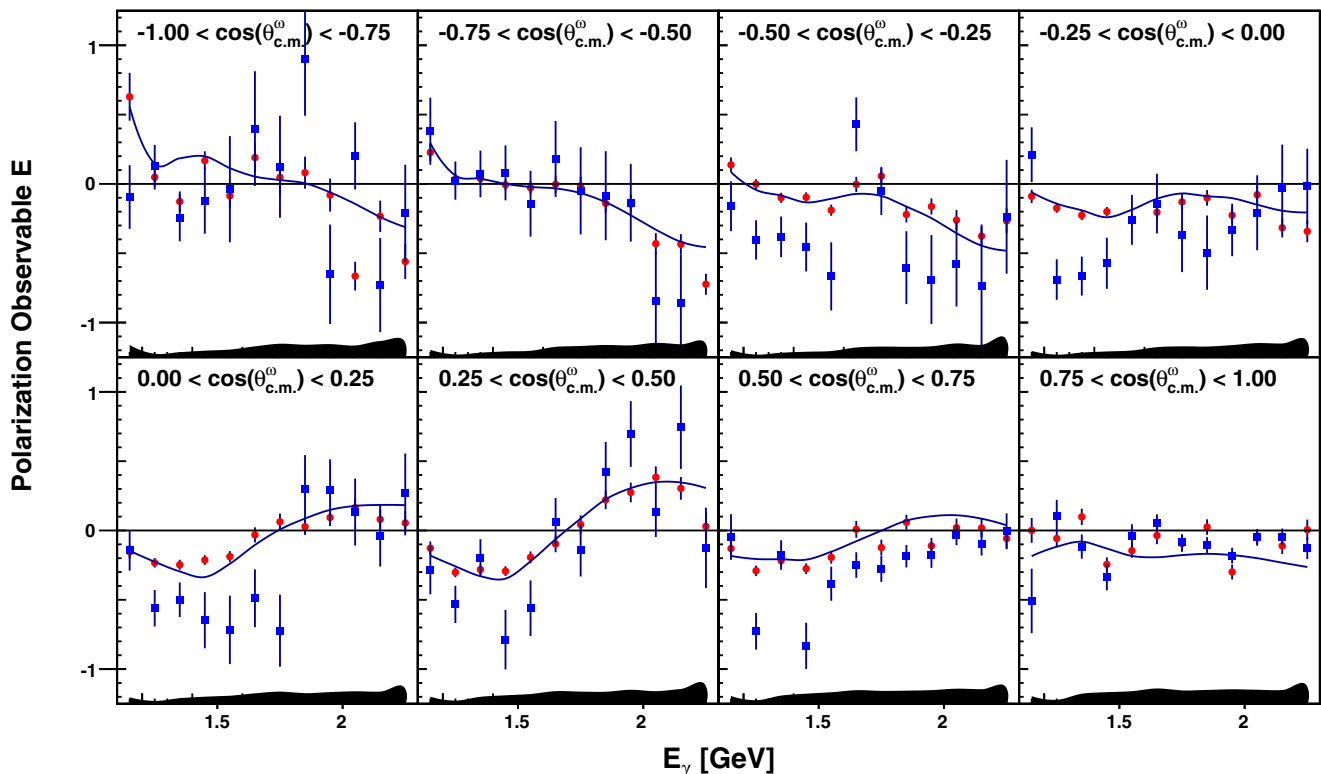 Polarization Observable E
-1.00 < cos(θ^ω_c.m.) < -0.75
-0.75 < cos(θ^ω_c.m.) < -0.50
-0.50 < cos(θ^ω_c.m.) < -0.25
-0.25 < cos(θ^ω_c.m.) < 0.00
1
0
-1
0.00 < cos(θ^ω_c.m.) < 0.25
0.25 < cos(θ^ω_c.m.) < 0.50
0.50 < cos(θ^ω_c.m.) < 0.75
0.75 < cos(θ^ω_c.m.) < 1.00
1
0
-1
1.5 2 1.5 2 1.5 2 1.5 2
E_γ [GeV]